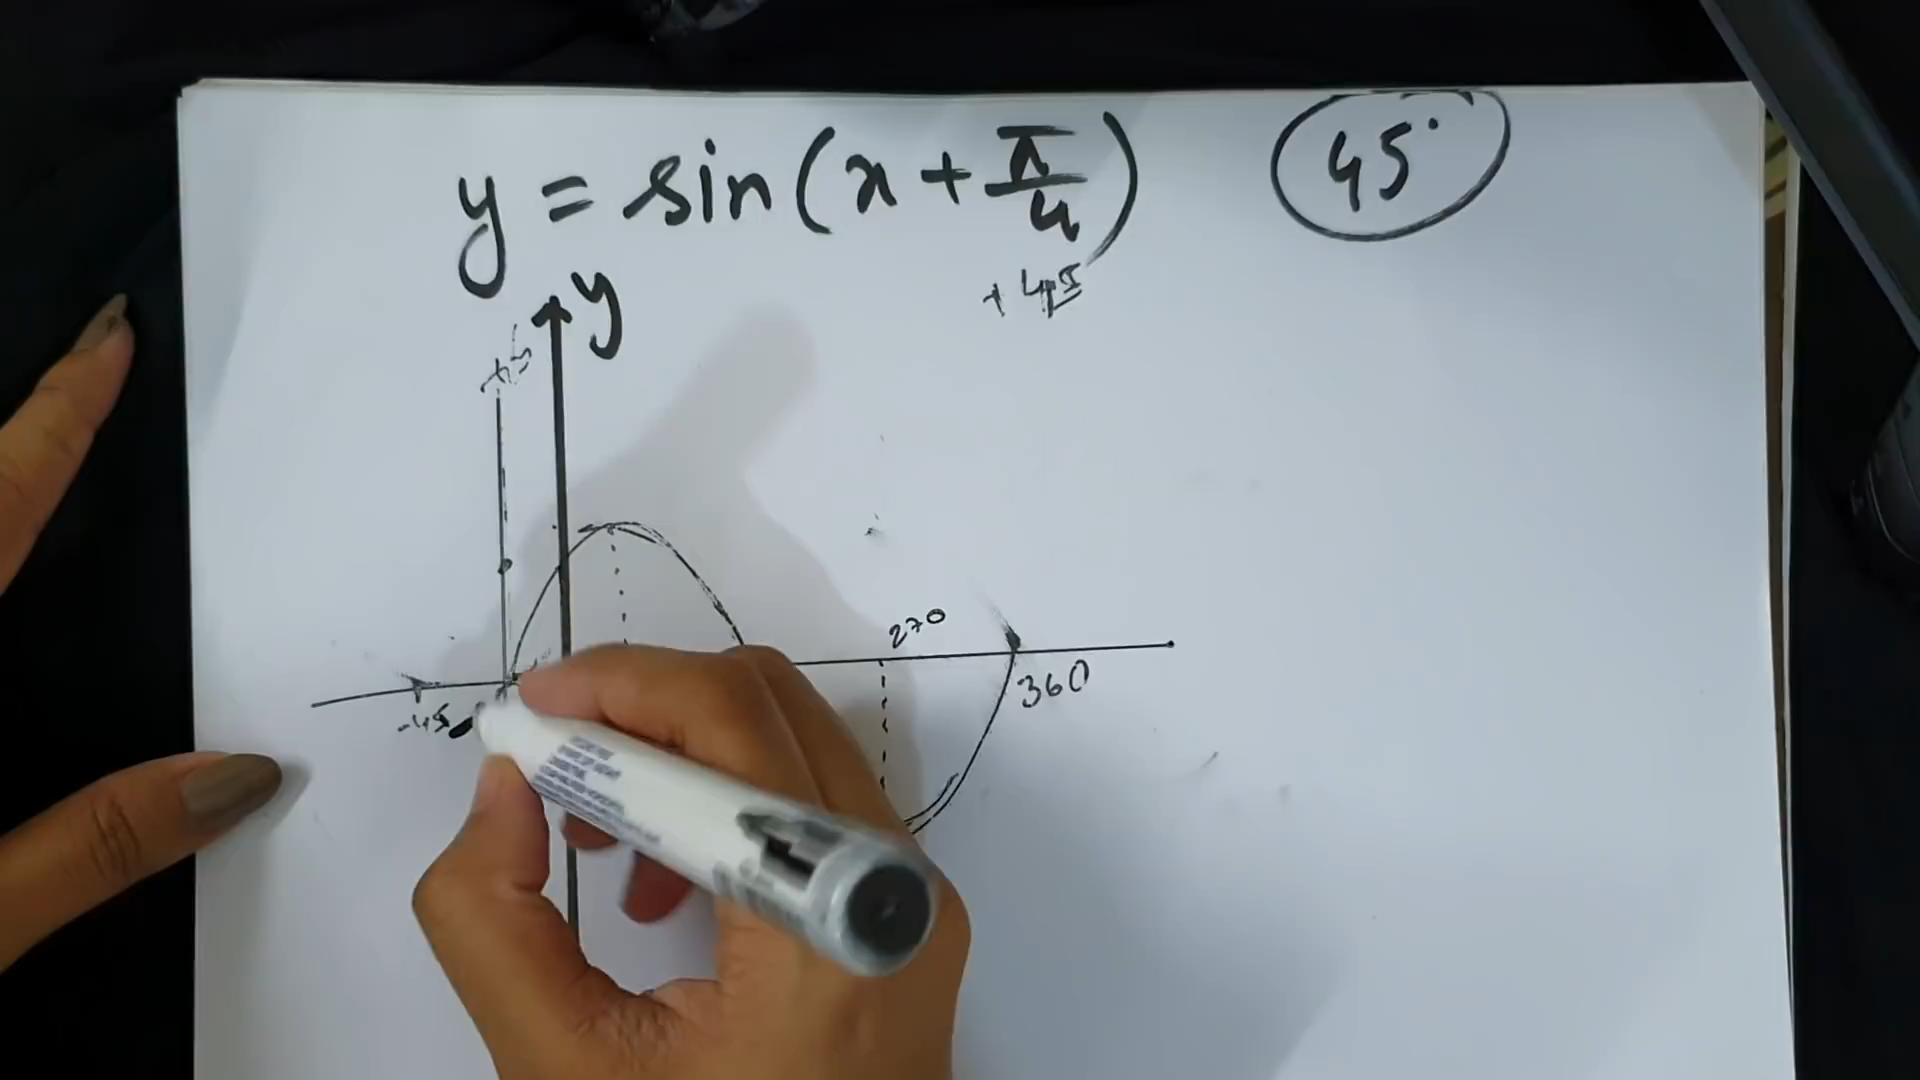 y = sin(x + π/4) 45°
+ 45
y
270
360
-45